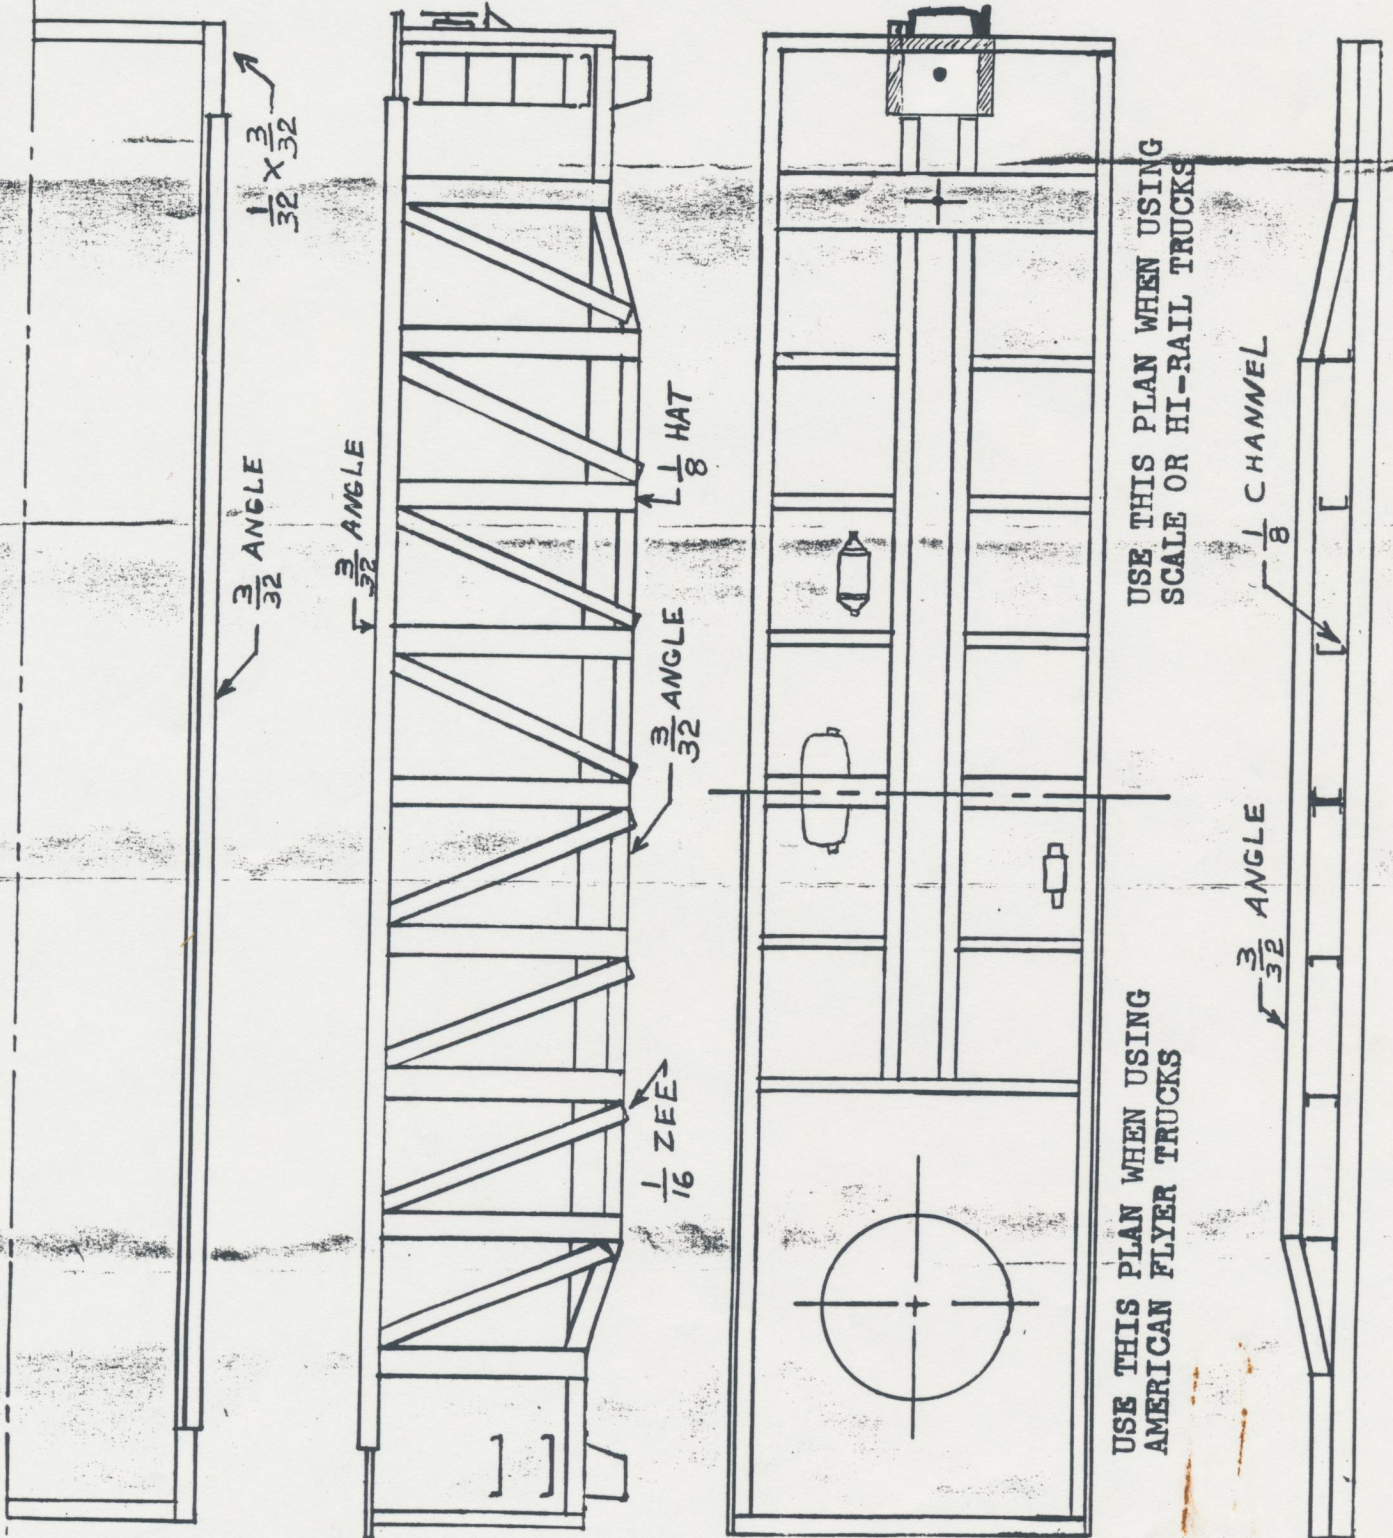 1/32 X 3/32
3/32 ANGLE
3/32 ANGLE
1/8 HAT
3/32 ANGLE
1/16 ZEE
USE THIS PLAN WHEN USING
SCALE OR HI-RAIL TRUCKS
USE THIS PLAN WHEN USING
AMERICAN FLYER TRUCKS
1/8 CHANNEL
3/32 ANGLE